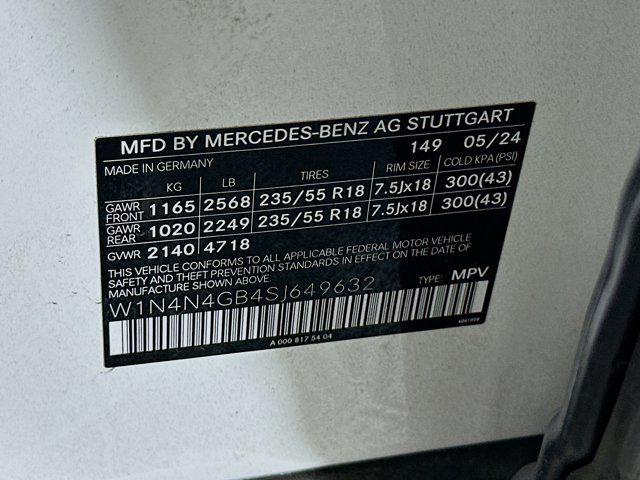 MFD BY MERCEDES-BENZ AG STUTTGART
149 05/24
MADE IN GERMANY
KG LB TIRES RIM SIZE COLD KPA (PSI)
GAWR FRONT 1165 2568 235/55 R18 7.5Jx18 300(43)
GAWR REAR 1020 2249 235/55 R18 7.5Jx18 300(43)
GVWR 2140 4718
THIS VEHICLE CONFORMS TO ALL APPLICABLE FEDERAL MOTOR VEHICLE
SAFETY AND THEFT PREVENTION STANDARDS IN EFFECT ON THE DATE OF
MANUFACTURE SHOWN ABOVE
W1N4N4GB4SJ649632 TYPE: MPV
A 000 817 54 04